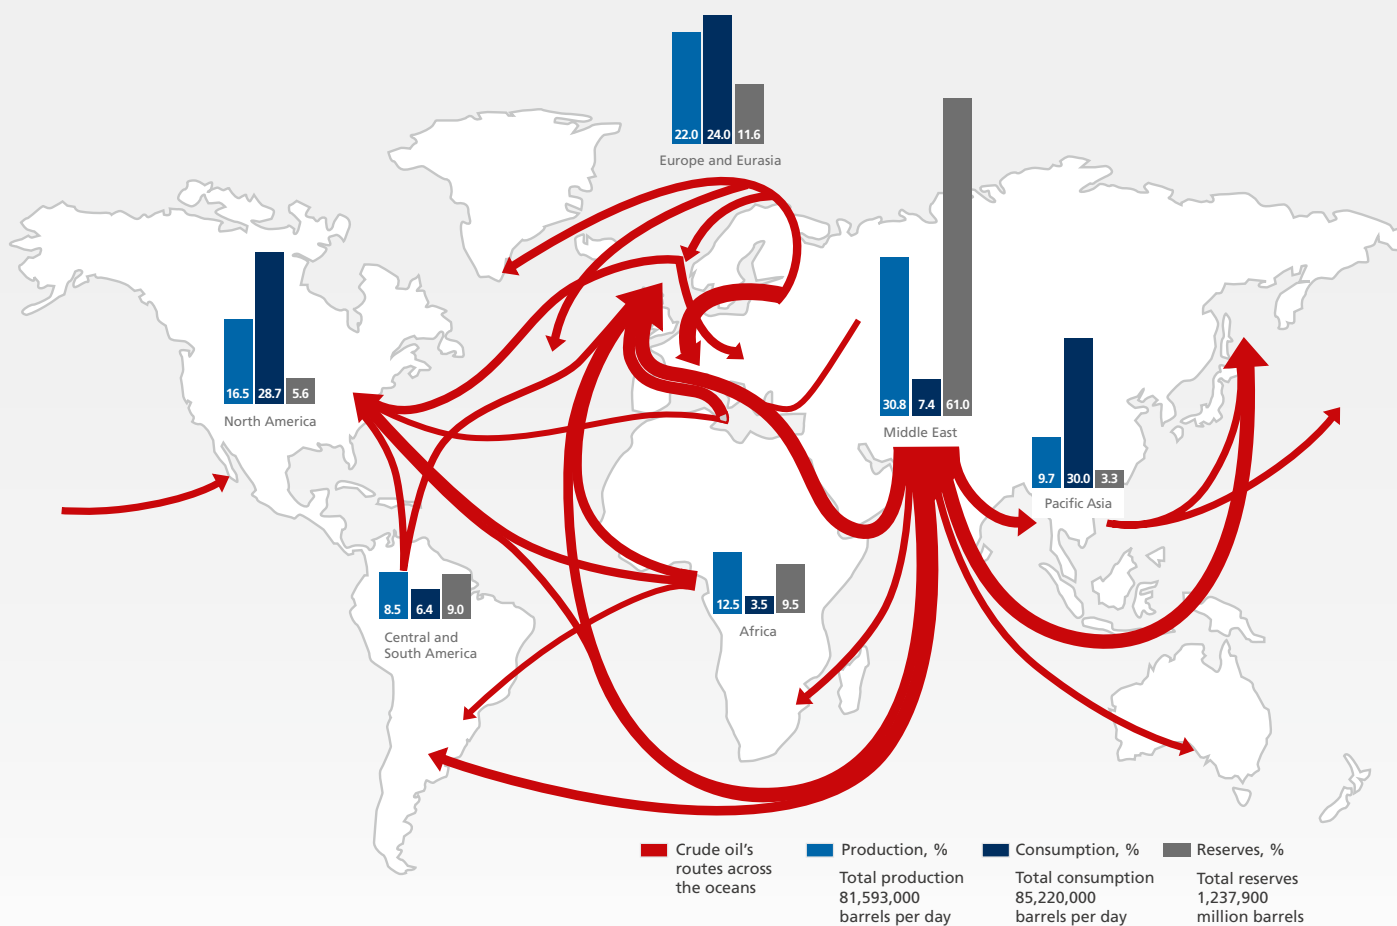 22.0 24.0 11.6
Europe and Eurasia
16.5 28.7 5.6
North America
30.8 7.4 61.0
Middle East
9.7 30.0 3.3
Pacific Asia
8.5 6.4 9.0
Central and
South America
12.5 3.5 9.5
Africa
Crude oil's
routes across
the oceans
Production, %
Total production
81,593,000
barrels per day
Consumption, %
Total consumption
85,220,000
barrels per day
Reserves, %
Total reserves
1,237,900
million barrels